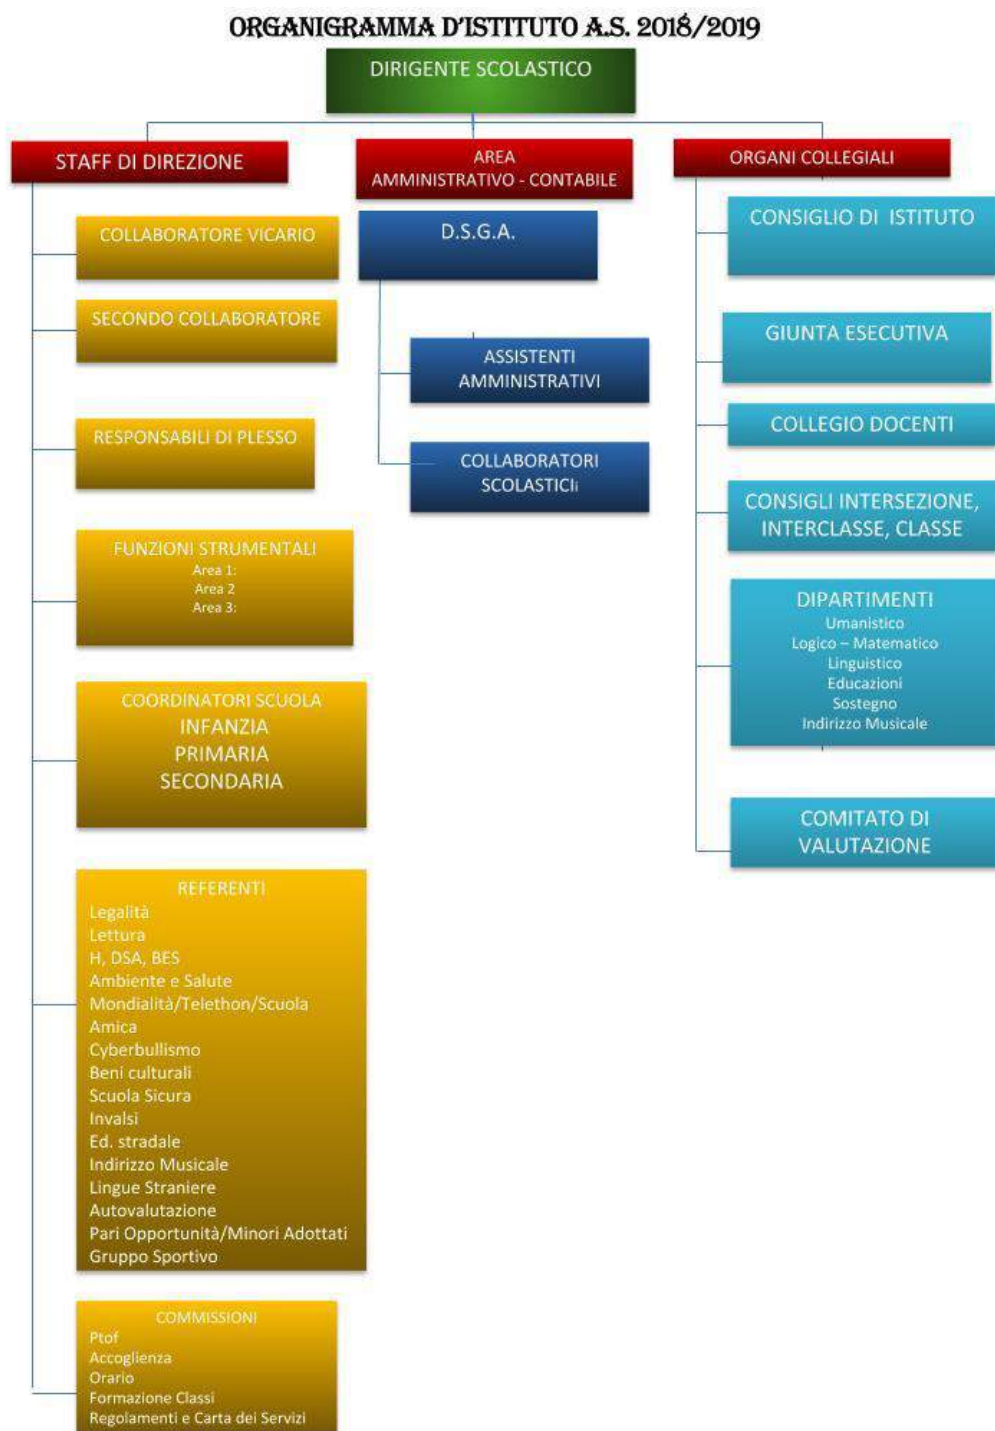 ORGANIGRAMMA D'ISTITUTO A.S. 2018/2019
DIRIGENTE SCOLASTICO
STAFF DI DIREZIONE
COLLABORATORE VICARIO
SECONDO COLLABORATORE
RESPONSABILI DI PLESSO
FUNZIONI STRUMENTALI
Area 1:
Area 2
Area 3:
COORDINATORI SCUOLA
INFANZIA
PRIMARIA
SECONDARIA
REFERENTI
Legalità
Lettura
H, DSA, BES
Ambiente e Salute
Mondialità/Telethon/Scuola
Amica
Cyberbullismo
Beni culturali
Scuola Sicura
Invalsi
Ed. stradale
Indirizzo Musicale
Lingue Straniere
Autovalutazione
Pari Opportunità/Minori Adottati
Gruppo Sportivo
COMMISSIONI
Ptof
Accoglienza
Orario
Formazione Classi
Regolamenti e Carta dei Servizi
AREA
AMMINISTRATIVO - CONTABILE
D.S.G.A.
ASSISTENTI
AMMINISTRATIVI
COLLABORATORI
SCOLASTICIi
ORGANI COLLEGIALI
CONSIGLIO DI ISTITUTO
GIUNTA ESECUTIVA
COLLEGIO DOCENTI
CONSIGLI INTERSEZIONE,
INTERCLASSE, CLASSE
DIPARTIMENTI
Umanistico
Logico – Matematico
Linguistico
Educazioni
Sostegno
Indirizzo Musicale
COMITATO DI
VALUTAZIONE